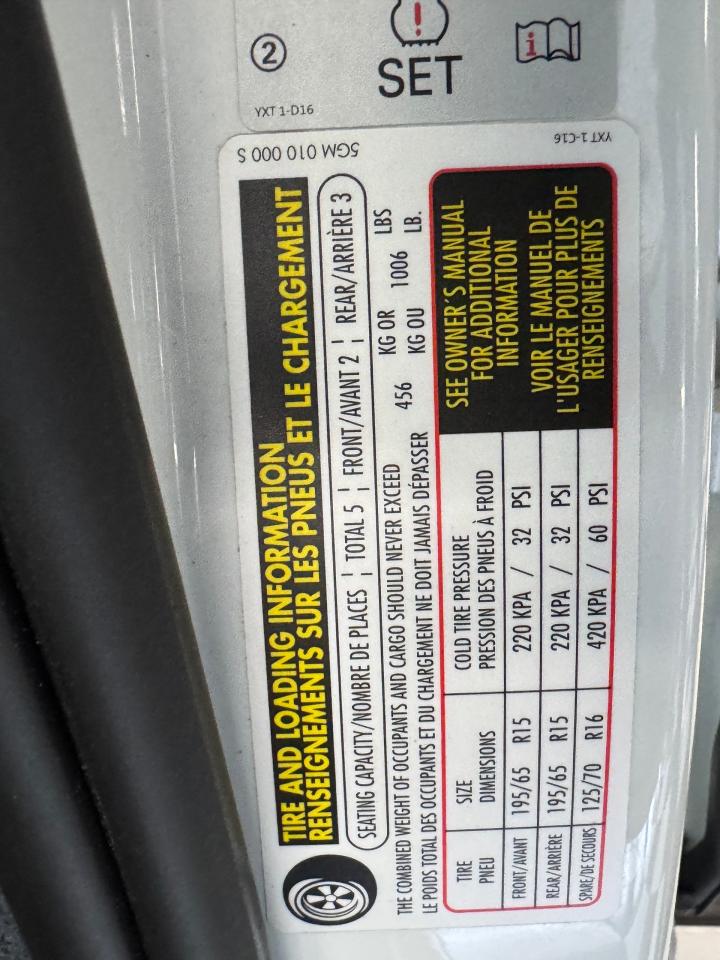 2
SET
i
YXT 1-D16
YXT 1-C16
5GM 010 000 S
TIRE AND LOADING INFORMATION
RENSEIGNEMENTS SUR LES PNEUS ET LE CHARGEMENT
SEATING CAPACITY/NOMBRE DE PLACES ¦ TOTAL 5 ¦ FRONT/AVANT 2 ¦ REAR/ARRIÈRE 3
THE COMBINED WEIGHT OF OCCUPANTS AND CARGO SHOULD NEVER EXCEED 456 KG OR 1006 LBS
LE POIDS TOTAL DES OCCUPANTS ET DU CHARGEMENT NE DOIT JAMAIS DÉPASSER KG OU LB.
TIRE SIZE COLD TIRE PRESSURE
PNEU DIMENSIONS PRESSION DES PNEUS À FROID
FRONT/AVANT 195/65 R15 220 KPA / 32 PSI
REAR/ARRIÈRE 195/65 R15 220 KPA / 32 PSI
SPARE/DE SECOURS 125/70 R16 420 KPA / 60 PSI
SEE OWNER'S MANUAL
FOR ADDITIONAL
INFORMATION
VOIR LE MANUEL DE
L'USAGER POUR PLUS DE
RENSEIGNEMENTS